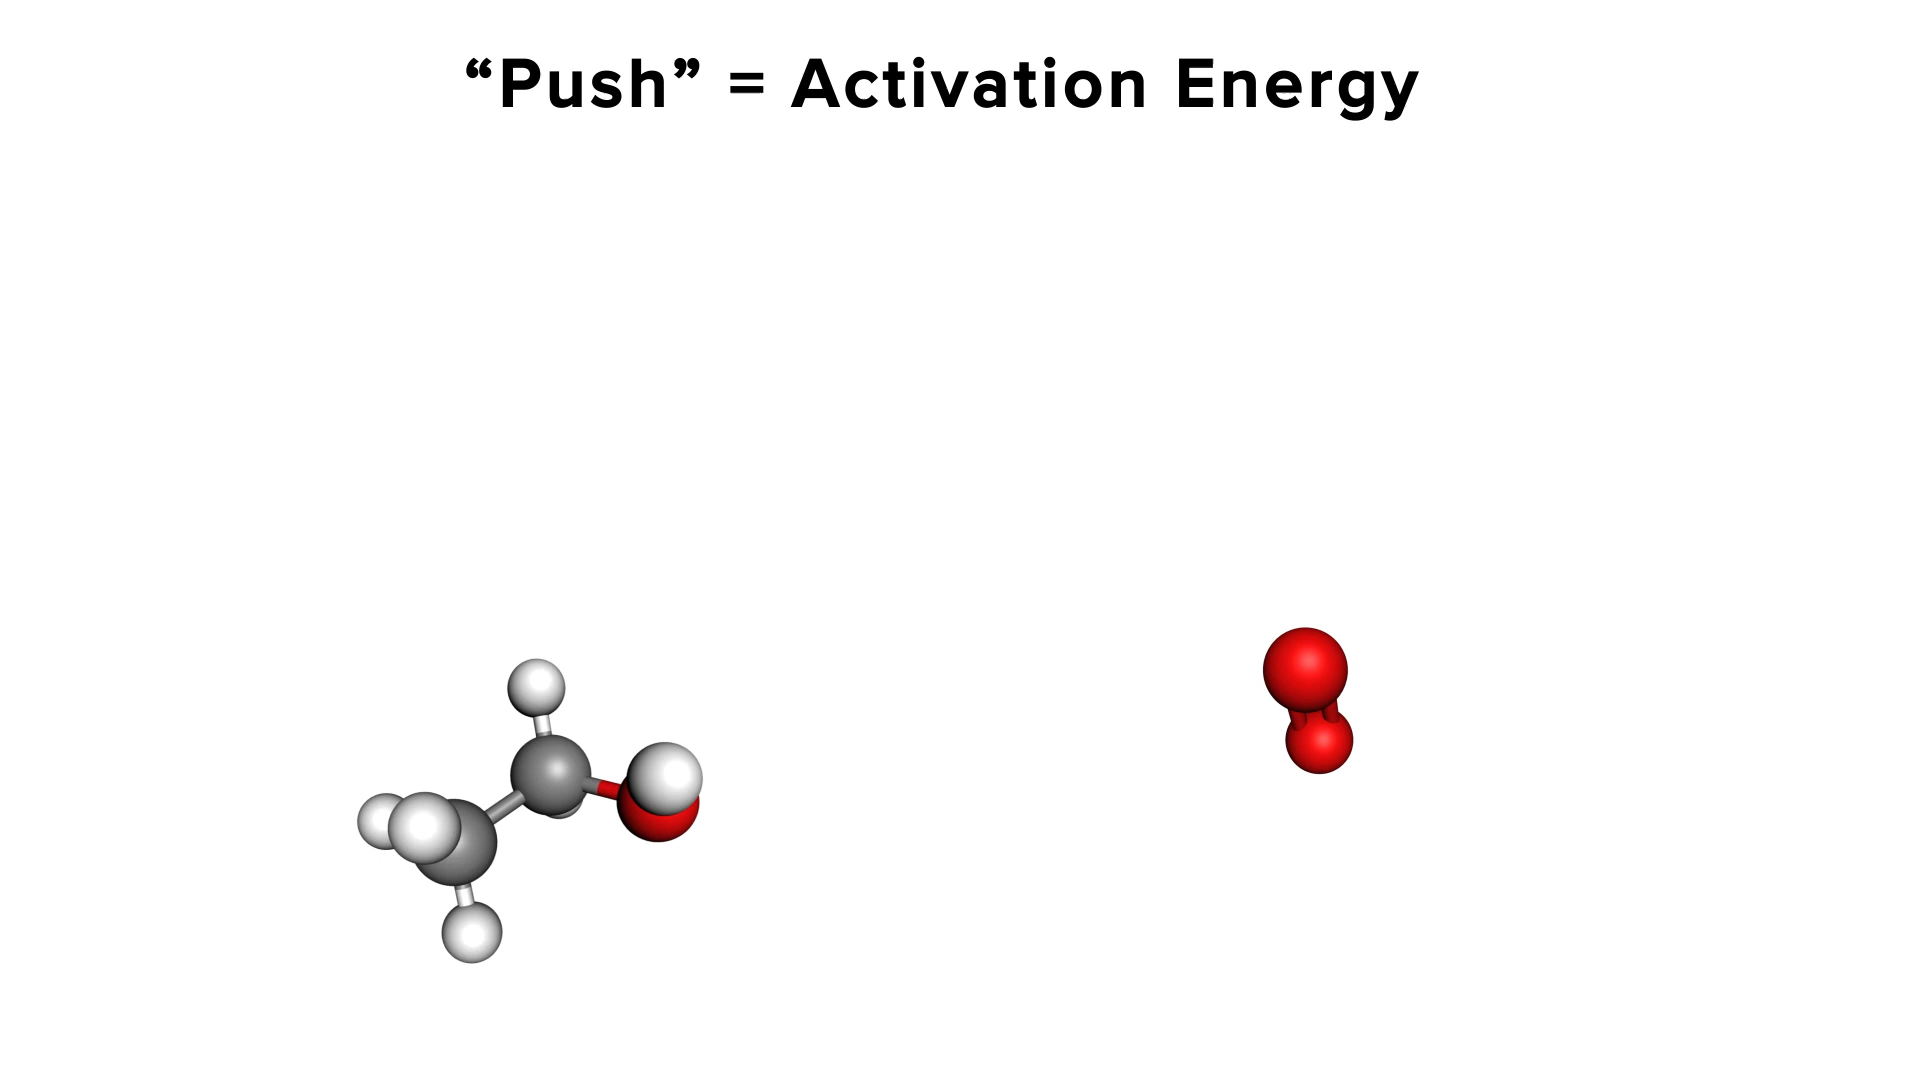 “Push” = Activation Energy